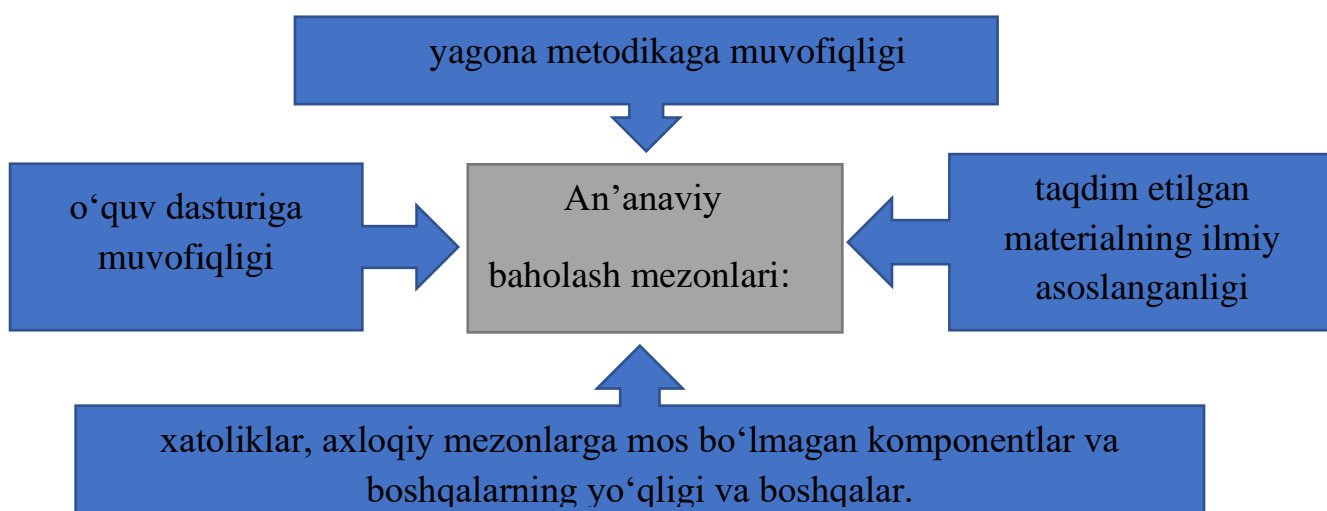 yagona metodikaga muvofiqligi
o‘quv dasturiga
muvofiqligi
An’anaviy
baholash mezonlari:
taqdim etilgan
materialning ilmiy
asoslanganligi
xatoliklar, axloqiy mezonlarga mos bo‘lmagan komponentlar va
boshqalarning yo‘qligi va boshqalar.